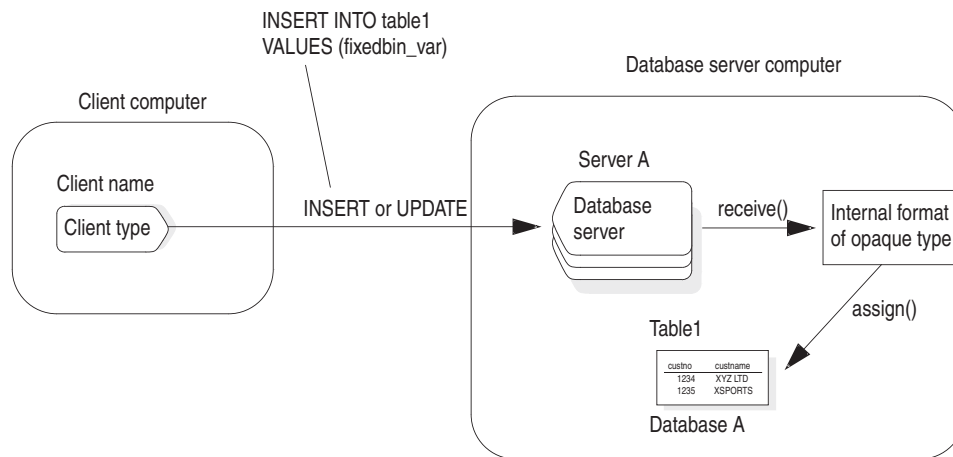 INSERT INTO table1
VALUES (fixedbin_var)
Database server computer
Client computer
Server A
Client name
Client type
INSERT or UPDATE
Database
server
receive()
Internal format
of opaque type
assign()
Table1
custno custname
1234 XYZ LTD
1235 XSPORTS
Database A